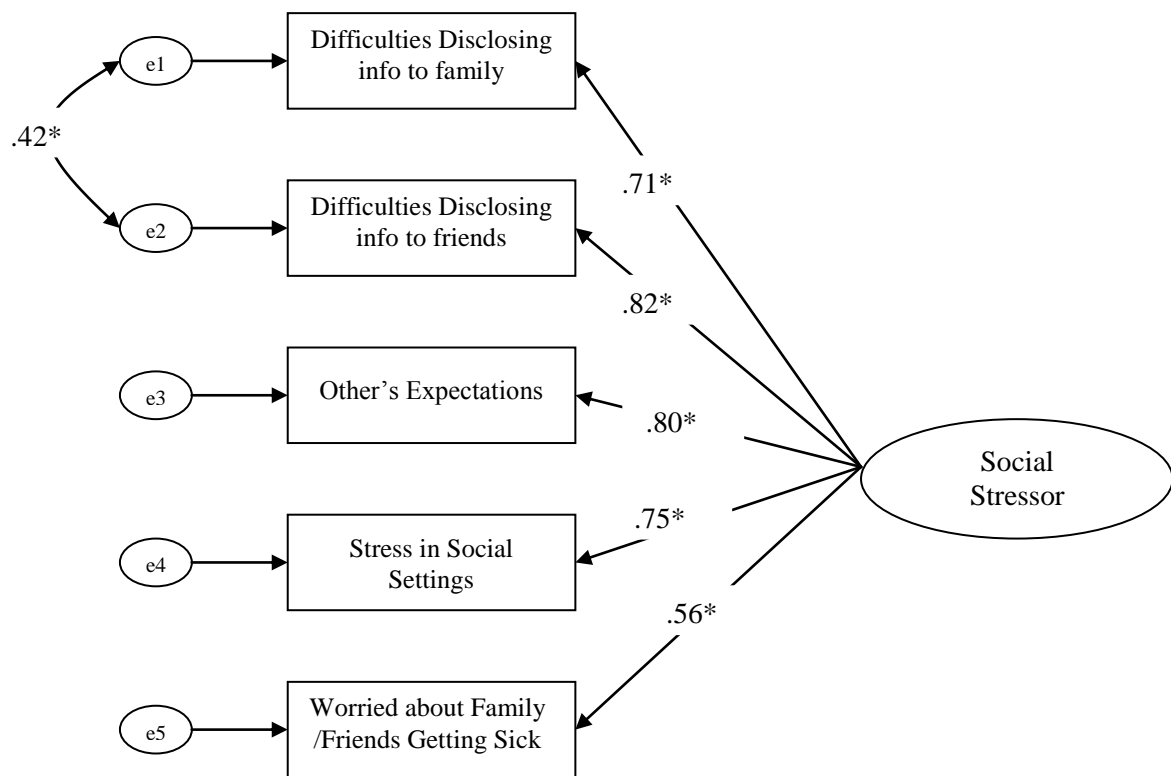 e1
Difficulties Disclosing
info to family
.42*
.71*
e2
Difficulties Disclosing
info to friends
.82*
e3
Other’s Expectations
.80*
Social
Stressor
e4
Stress in Social
Settings
.75*
.56*
e5
Worried about Family
/Friends Getting Sick